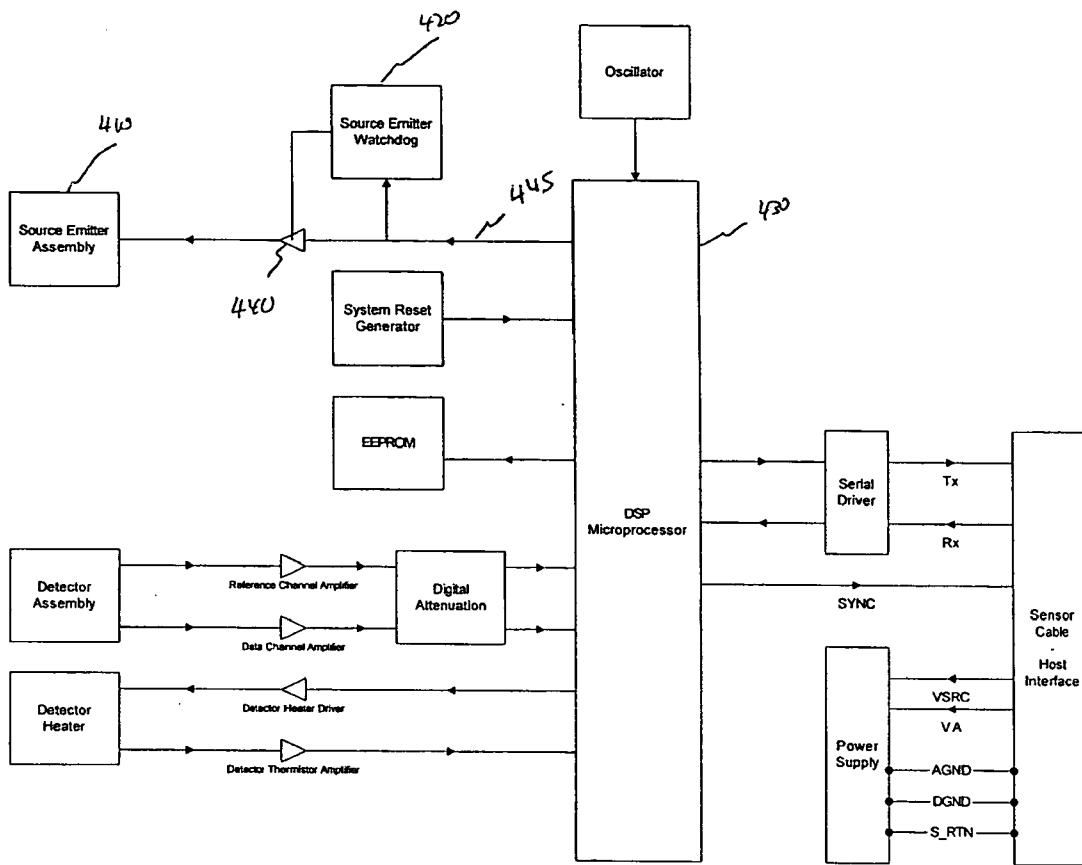 420
Oscillator
Source Emitter
Watchdog
410
445
430
Source Emitter
Assembly
440
System Reset
Generator
EEPROM
DSP
Microprocessor
Serial
Driver
Tx
Rx
SYNC
Detector
Assembly
Reference Channel Amplifier
Digital
Attenuation
Data Channel Amplifier
Sensor
Cable
-
Host
Interface
Detector
Heater
Detector Heater Driver
Detector Thermistor Amplifier
VSRC
VA
Power
Supply
AGND
DGND
S_RTN